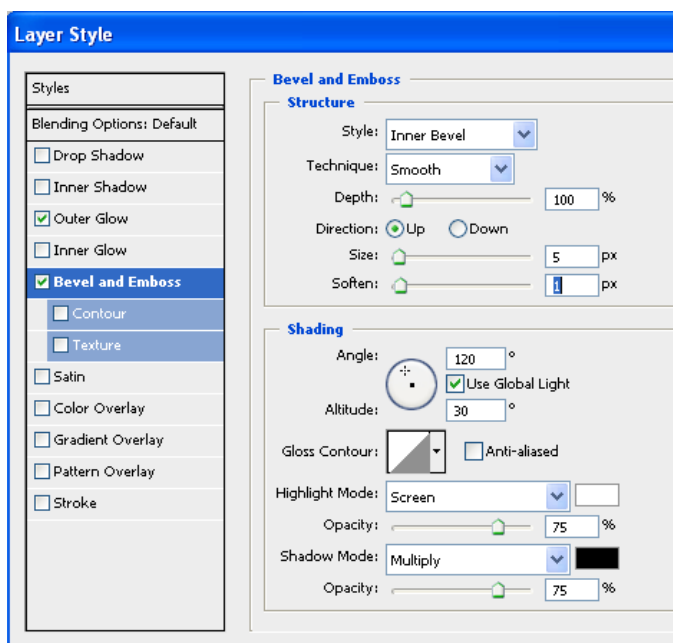 Layer Style
Styles
Blending Options: Default
Drop Shadow
Inner Shadow
Outer Glow
Inner Glow
Bevel and Emboss
Contour
Texture
Satin
Color Overlay
Gradient Overlay
Pattern Overlay
Stroke
Bevel and Emboss
Structure
Style: Inner Bevel
Technique: Smooth
Depth: 100 %
Direction: Up Down
Size: 5 px
Soften: 1 px
Shading
Angle: 120 °
Use Global Light
Altitude: 30 °
Gloss Contour: Anti-aliased
Highlight Mode: Screen
Opacity: 75 %
Shadow Mode: Multiply
Opacity: 75 %